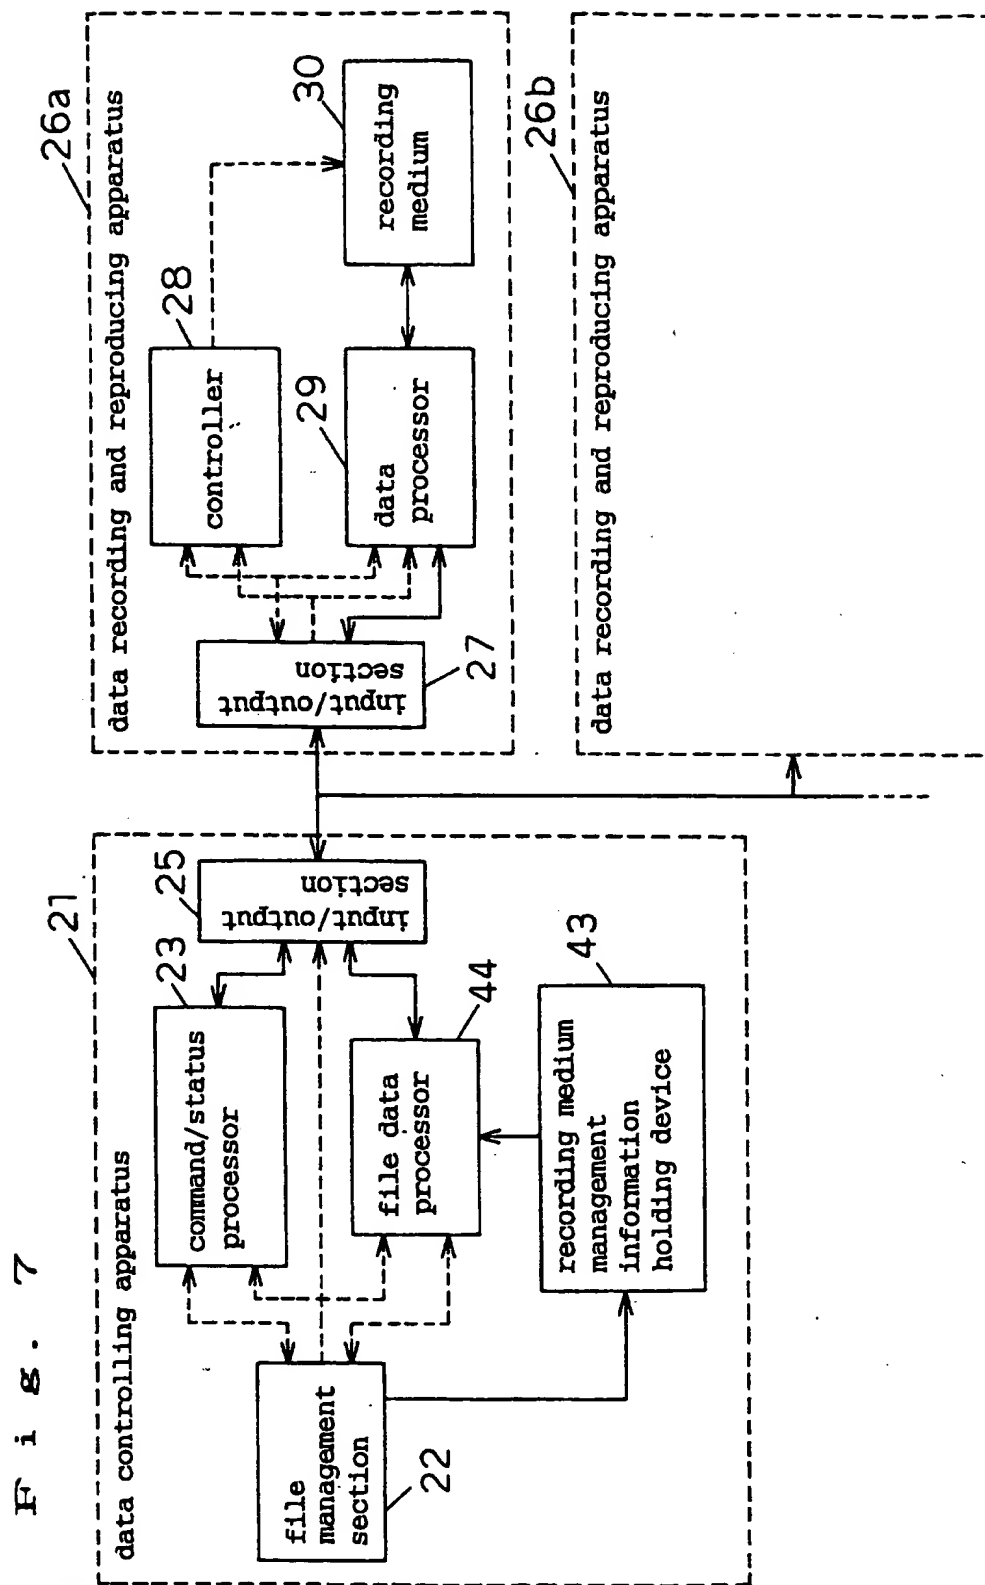 Fig. 7
21
data controlling apparatus
file
management
section
22
command/status
processor
23
input/output
section
25
file data
processor
44
recording medium
management
information
holding device
43
26a
data recording and reproducing apparatus
input/output
section
27
controller
28
data
processor
29
recording
medium
30
26b
data recording and reproducing apparatus